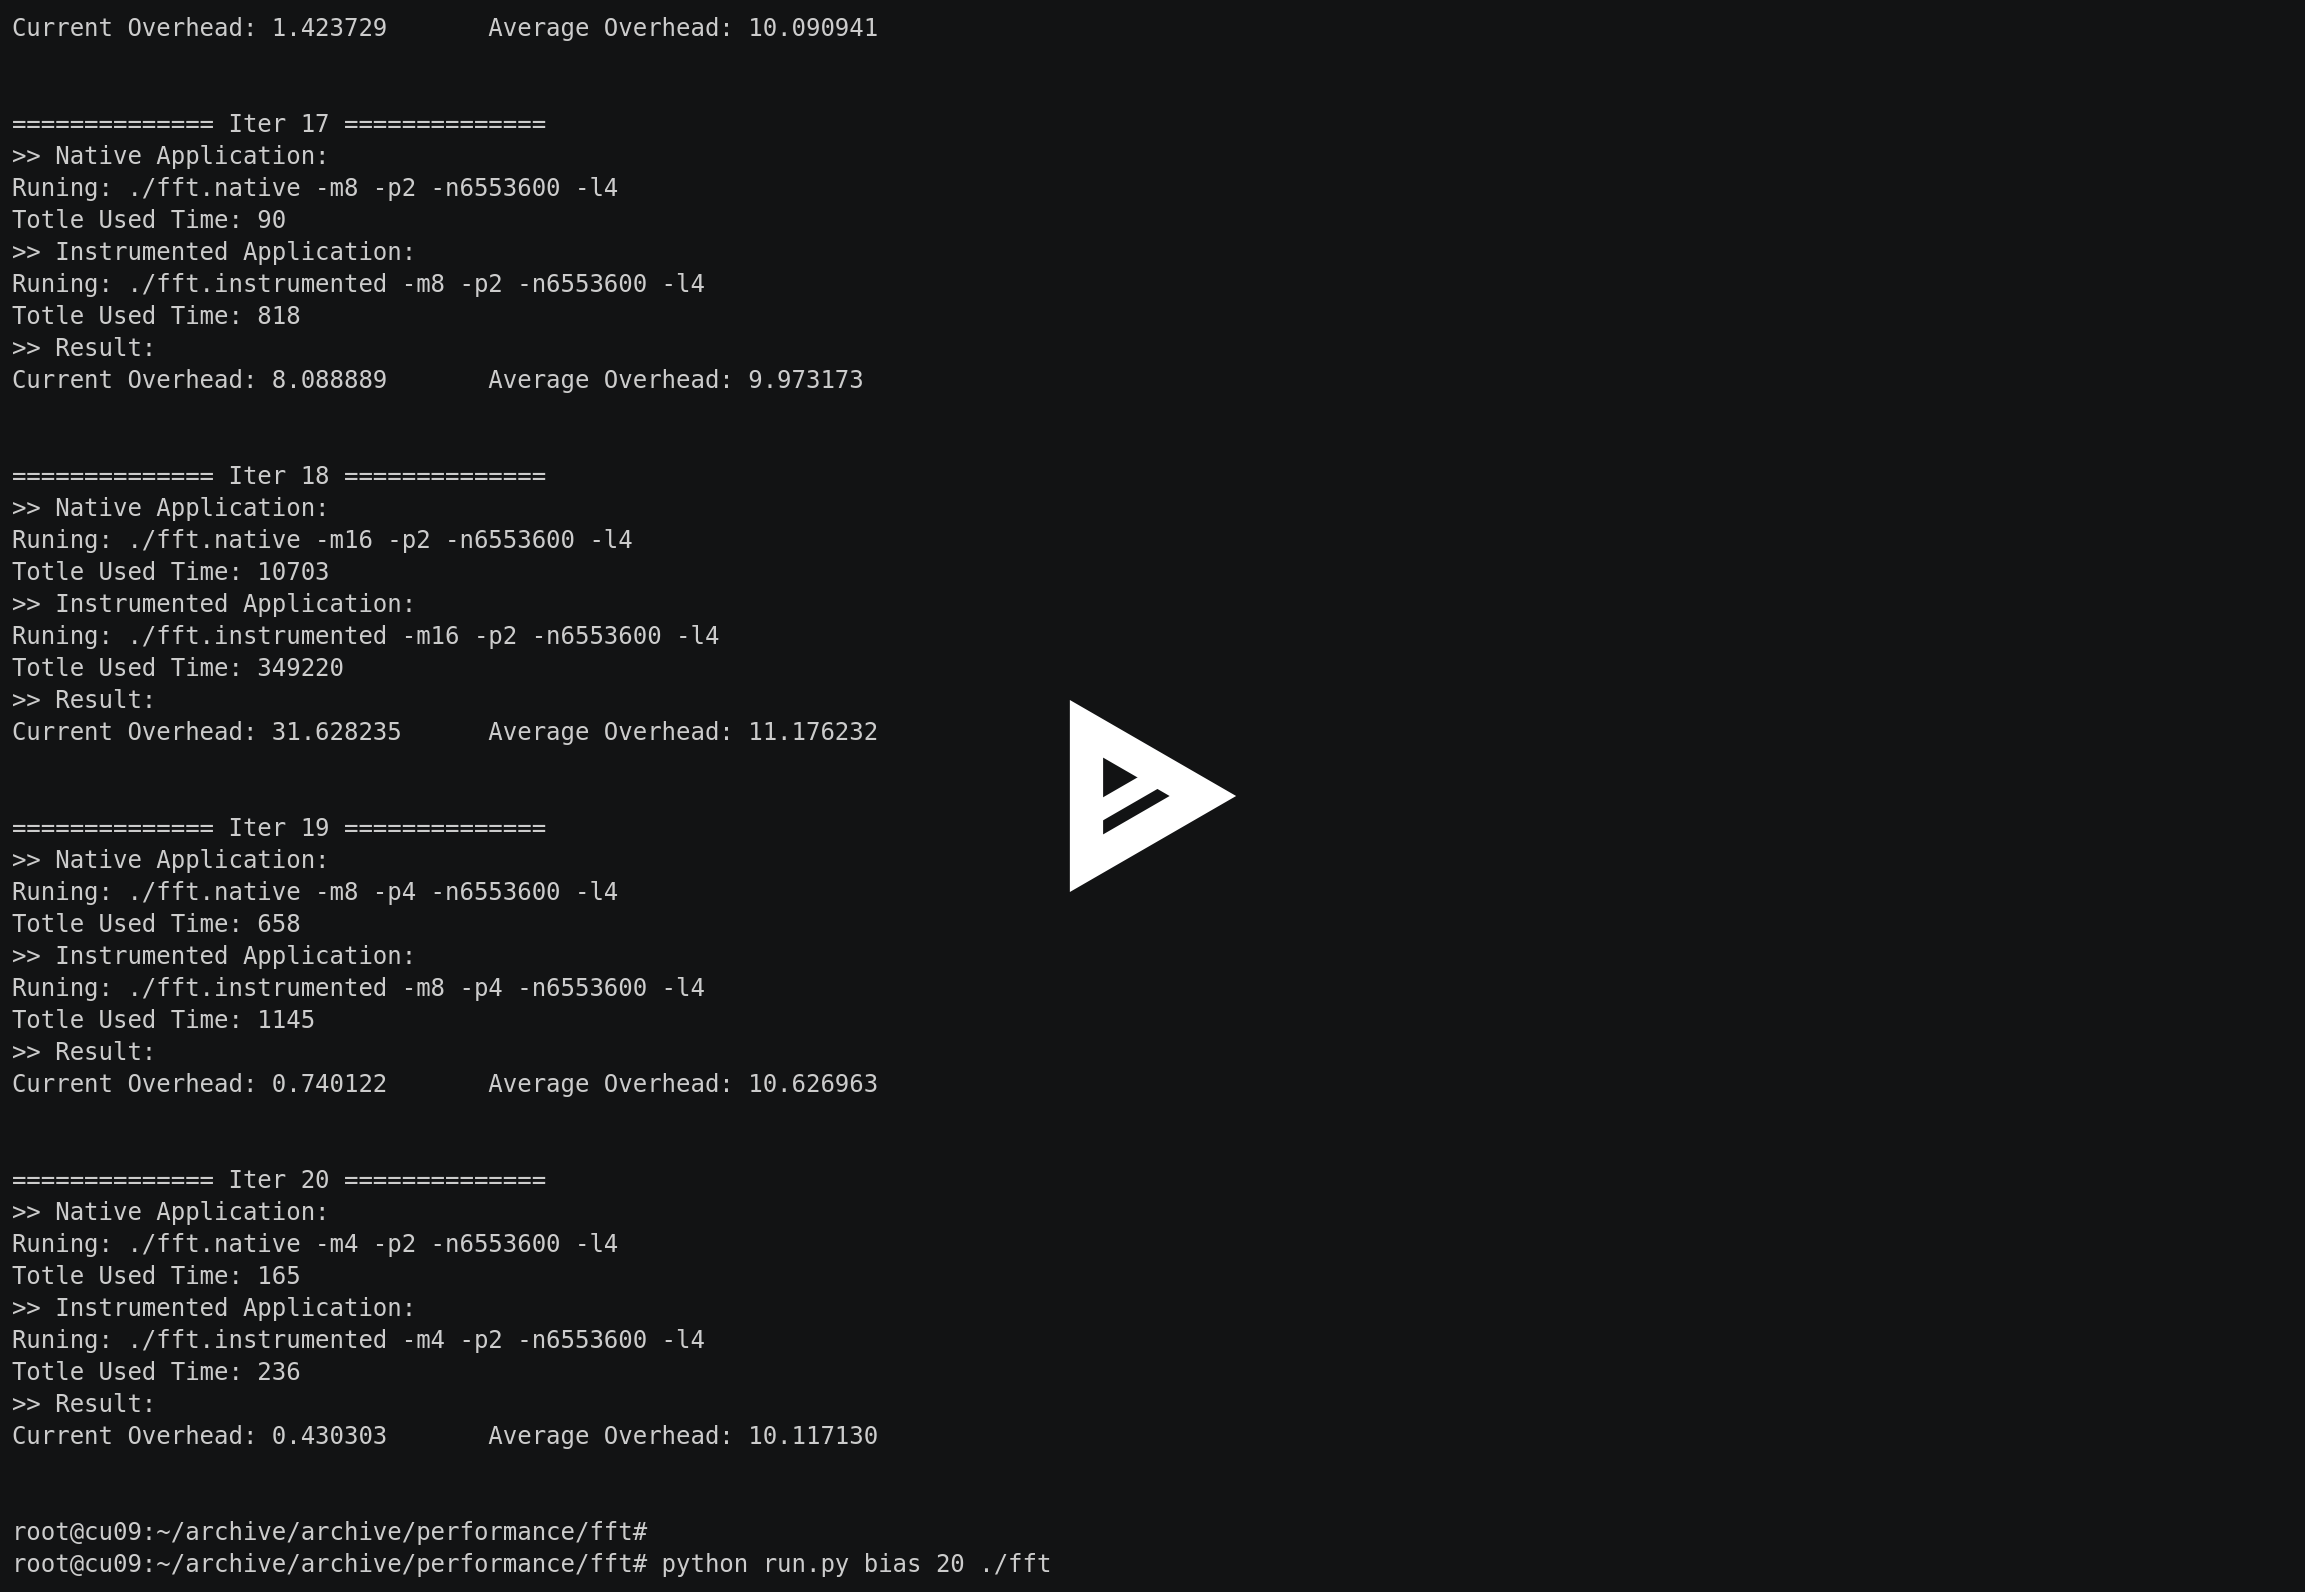 Current Overhead: 1.423729       Average Overhead: 10.090941
============== Iter 17 ==============
>> Native Application:
Runing: ./fft.native -m8 -p2 -n6553600 -l4
Totle Used Time: 90
>> Instrumented Application:
Runing: ./fft.instrumented -m8 -p2 -n6553600 -l4
Totle Used Time: 818
>> Result:
Current Overhead: 8.088889       Average Overhead: 9.973173
============== Iter 18 ==============
>> Native Application:
Runing: ./fft.native -m16 -p2 -n6553600 -l4
Totle Used Time: 10703
>> Instrumented Application:
Runing: ./fft.instrumented -m16 -p2 -n6553600 -l4
Totle Used Time: 349220
>> Result:
Current Overhead: 31.628235      Average Overhead: 11.176232
============== Iter 19 ==============
>> Native Application:
Runing: ./fft.native -m8 -p4 -n6553600 -l4
Totle Used Time: 658
>> Instrumented Application:
Runing: ./fft.instrumented -m8 -p4 -n6553600 -l4
Totle Used Time: 1145
>> Result:
Current Overhead: 0.740122       Average Overhead: 10.626963
============== Iter 20 ==============
>> Native Application:
Runing: ./fft.native -m4 -p2 -n6553600 -l4
Totle Used Time: 165
>> Instrumented Application:
Runing: ./fft.instrumented -m4 -p2 -n6553600 -l4
Totle Used Time: 236
>> Result:
Current Overhead: 0.430303       Average Overhead: 10.117130
root@cu09:~/archive/archive/performance/fft#
root@cu09:~/archive/archive/performance/fft# python run.py bias 20 ./fft